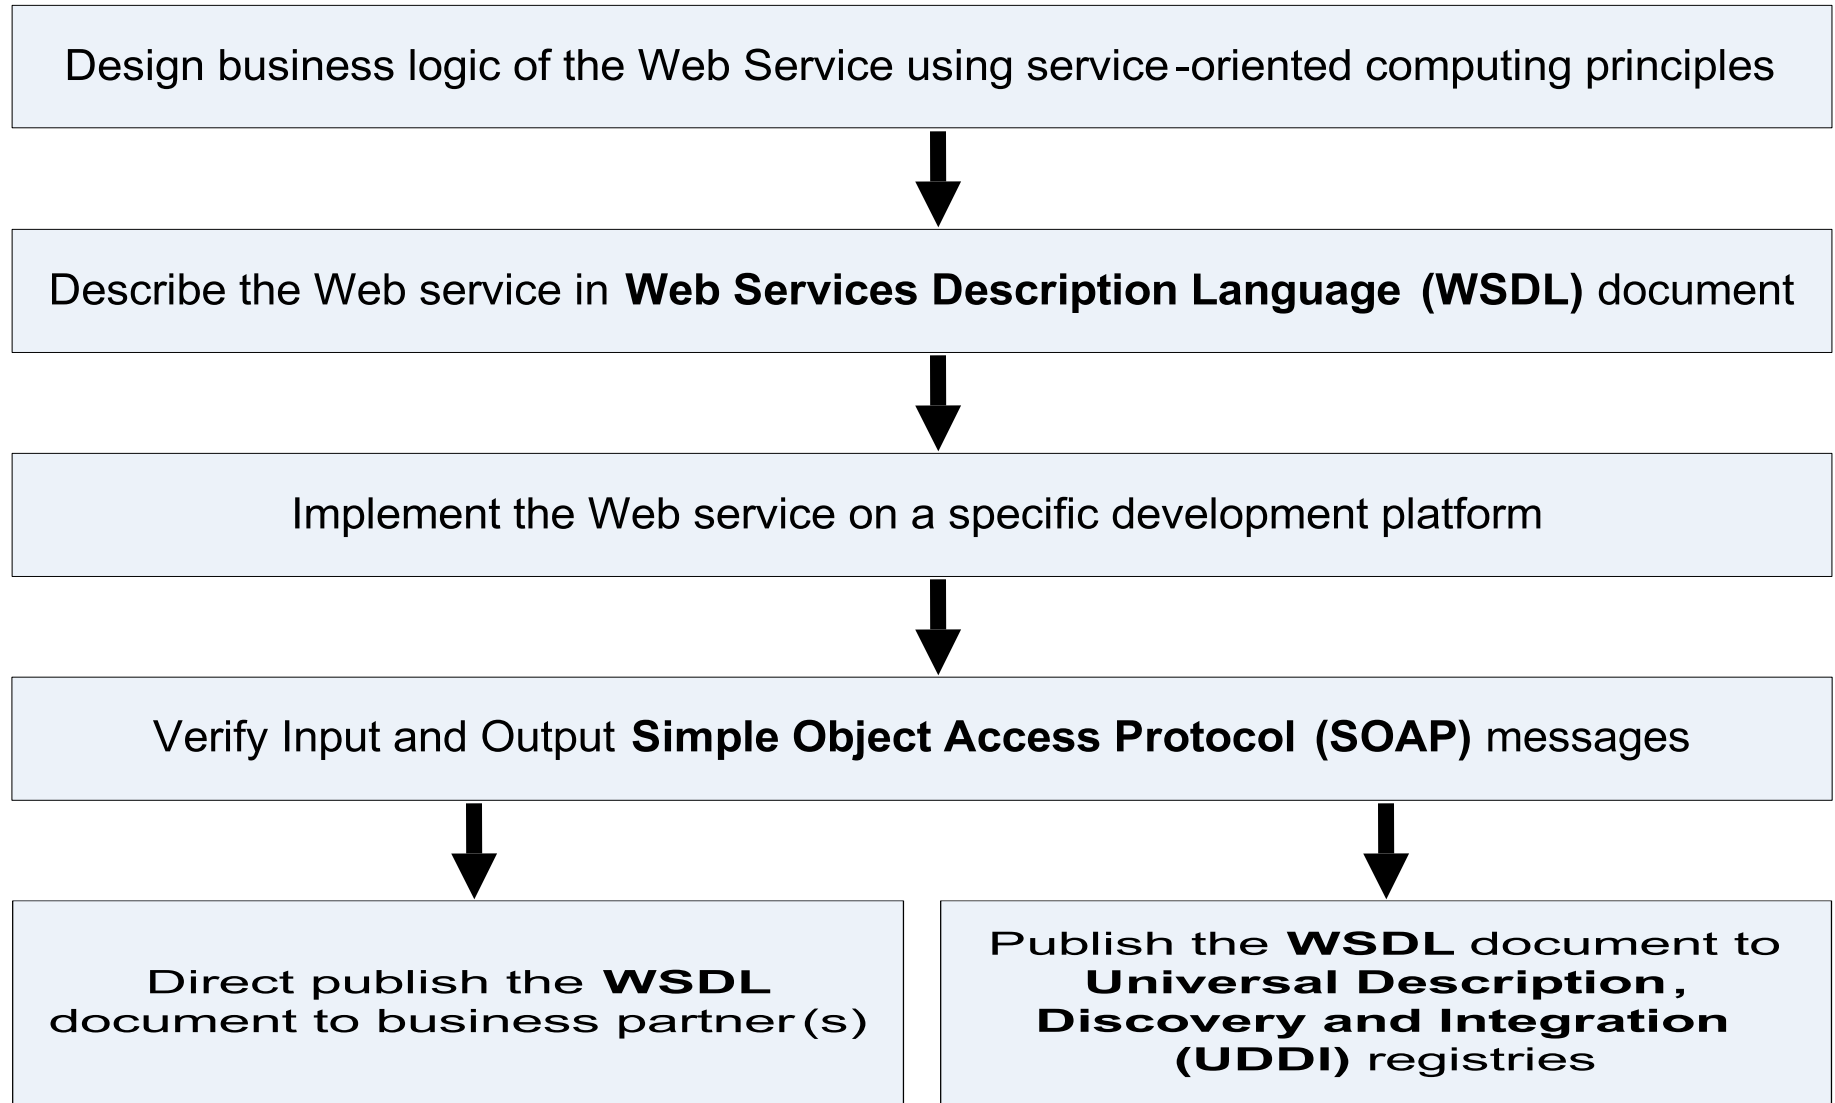 Design business logic of the Web Service using service-oriented computing principles
Describe the Web service in Web Services Description Language (WSDL) document
Implement the Web service on a specific development platform
Verify Input and Output Simple Object Access Protocol (SOAP) messages
Direct publish the WSDL
document to business partner(s)
Publish the WSDL document to
Universal Description,
Discovery and Integration
(UDDI) registries